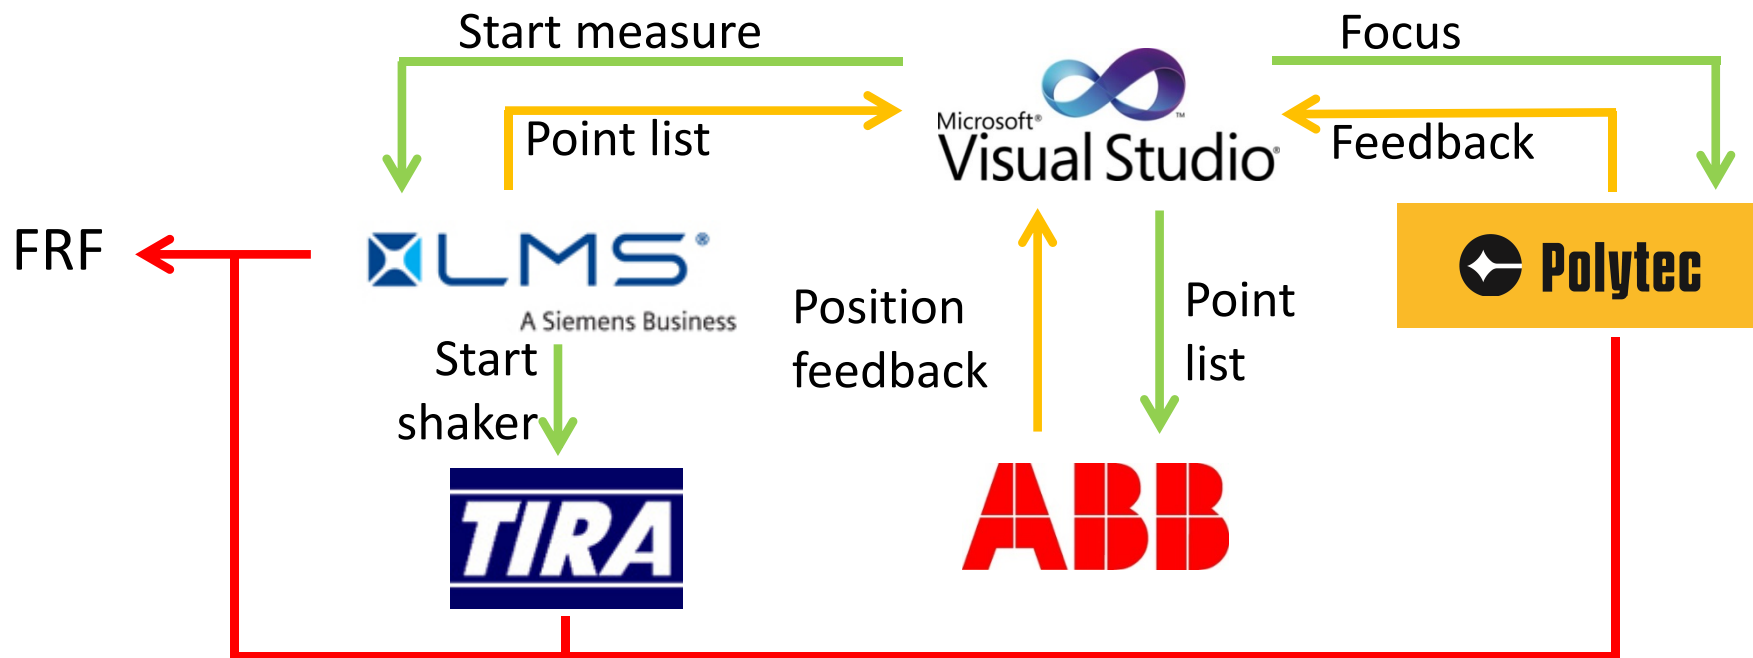 Start measure
Focus
Point list
Microsoft®
Visual Studio®
™
Feedback
FRF
LMS®
A Siemens Business
Polytec
Position
feedback
Point
list
Start
shaker
TIRA
ABB